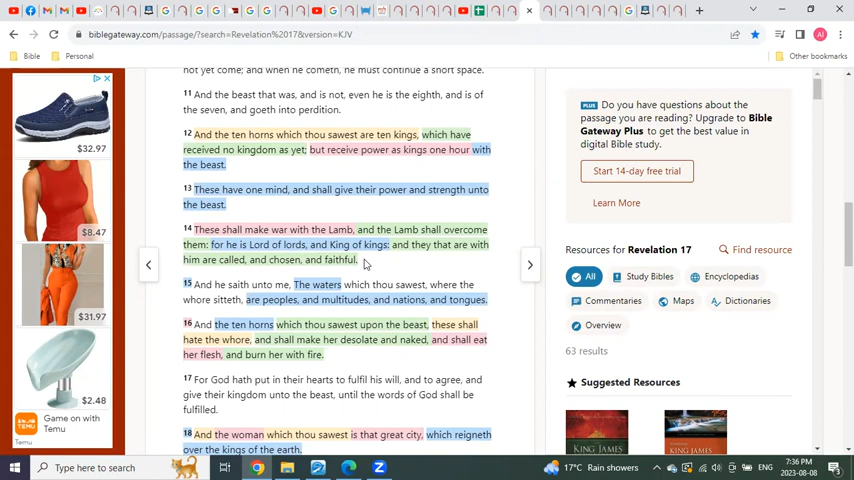 biblegateway.com/passage/?search=Revelation%2017&version=KJV
Bible
Personal
Other bookmarks
$32.97
$8.47
$31.97
$2.48
Game on with
Temu
Temu
not yet come; and when he cometh, he must continue a short space.
11 And the beast that was, and is not, even he is the eighth, and is of
the seven, and goeth into perdition.
12 And the ten horns which thou sawest are ten kings, which have
received no kingdom as yet; but receive power as kings one hour with
the beast.
13 These have one mind, and shall give their power and strength unto
the beast.
14 These shall make war with the Lamb, and the Lamb shall overcome
them: for he is Lord of lords, and King of kings: and they that are with
him are called, and chosen, and faithful.
15 And he saith unto me, The waters which thou sawest, where the
whore sitteth, are peoples, and multitudes, and nations, and tongues.
16 And the ten horns which thou sawest upon the beast, these shall
hate the whore, and shall make her desolate and naked, and shall eat
her flesh, and burn her with fire.
17 For God hath put in their hearts to fulfil his will, and to agree, and
give their kingdom unto the beast, until the words of God shall be
fulfilled.
18 And the woman which thou sawest is that great city, which reigneth
over the kings of the earth.
PLUS Do you have questions about the
passage you are reading? Upgrade to Bible
Gateway Plus to get the best value in
digital Bible study.
Start 14-day free trial
Learn More
Resources for Revelation 17
Find resource
All
Study Bibles
Encyclopedias
Commentaries
Maps
Dictionaries
Overview
63 results
Suggested Resources
KING JAMES
KING JAMES
Type here to search
17°C Rain showers
ENG
7:36 PM
2023-08-08